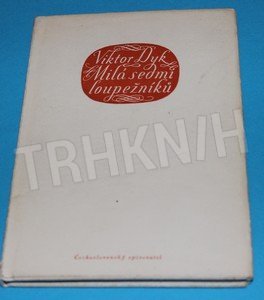 Viktor Dyk
Milá sedmi
loupežníků
TRHKNIH
Československý spisovatel